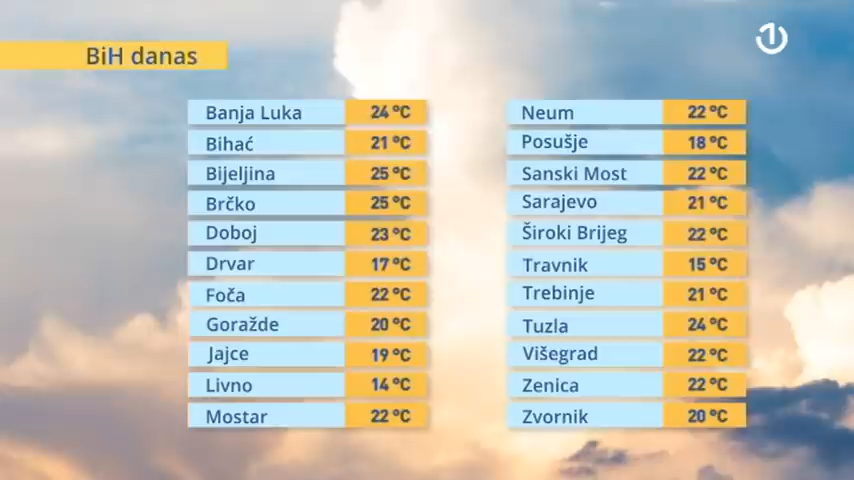 BiH danas
1
Banja Luka 24 °C
Bihać 21 °C
Bijeljina 25 °C
Brčko 25 °C
Doboj 23 °C
Drvar 17 °C
Foča 22 °C
Goražde 20 °C
Jajce 19 °C
Livno 14 °C
Mostar 22 °C
Neum 22 °C
Posušje 18 °C
Sanski Most 22 °C
Sarajevo 21 °C
Široki Brijeg 22 °C
Travnik 15 °C
Trebinje 21 °C
Tuzla 24 °C
Višegrad 22 °C
Zenica 22 °C
Zvornik 20 °C